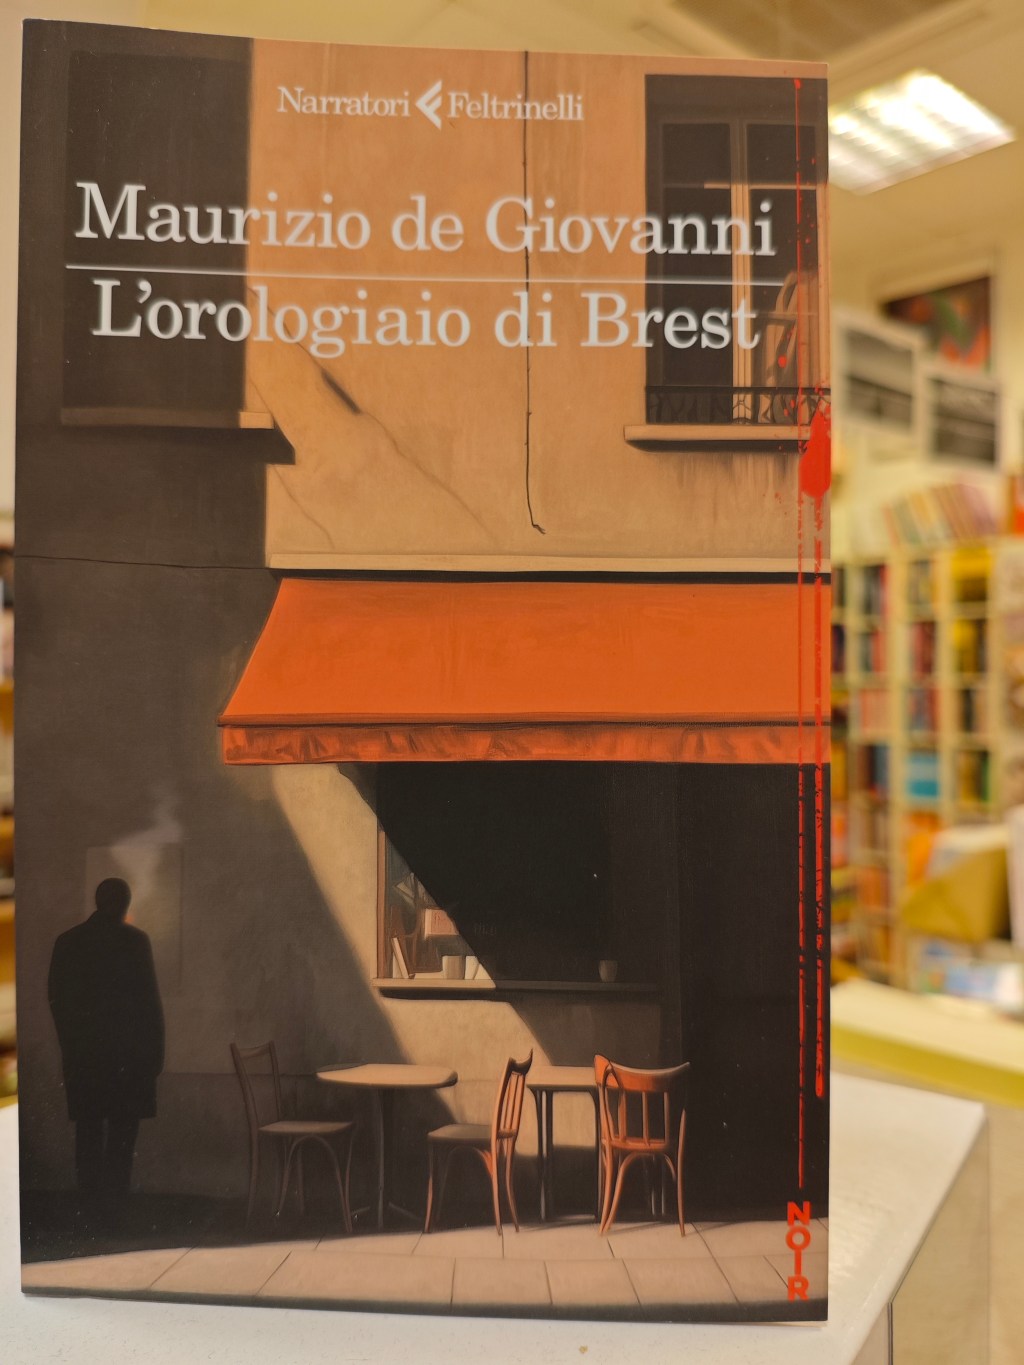 Narratori Feltrinelli
Maurizio de Giovanni
L'orologiaio di Brest
NOIR